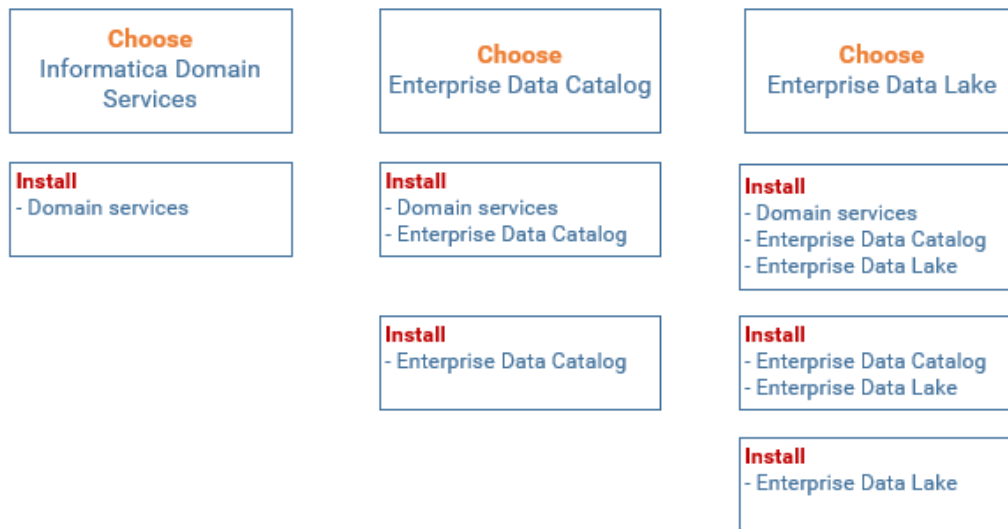 Choose
Informatica Domain
Services
Choose
Enterprise Data Catalog
Choose
Enterprise Data Lake
Install
- Domain services
Install
- Domain services
- Enterprise Data Catalog
Install
- Domain services
- Enterprise Data Catalog
- Enterprise Data Lake
Install
- Enterprise Data Catalog
Install
- Enterprise Data Catalog
- Enterprise Data Lake
Install
- Enterprise Data Lake